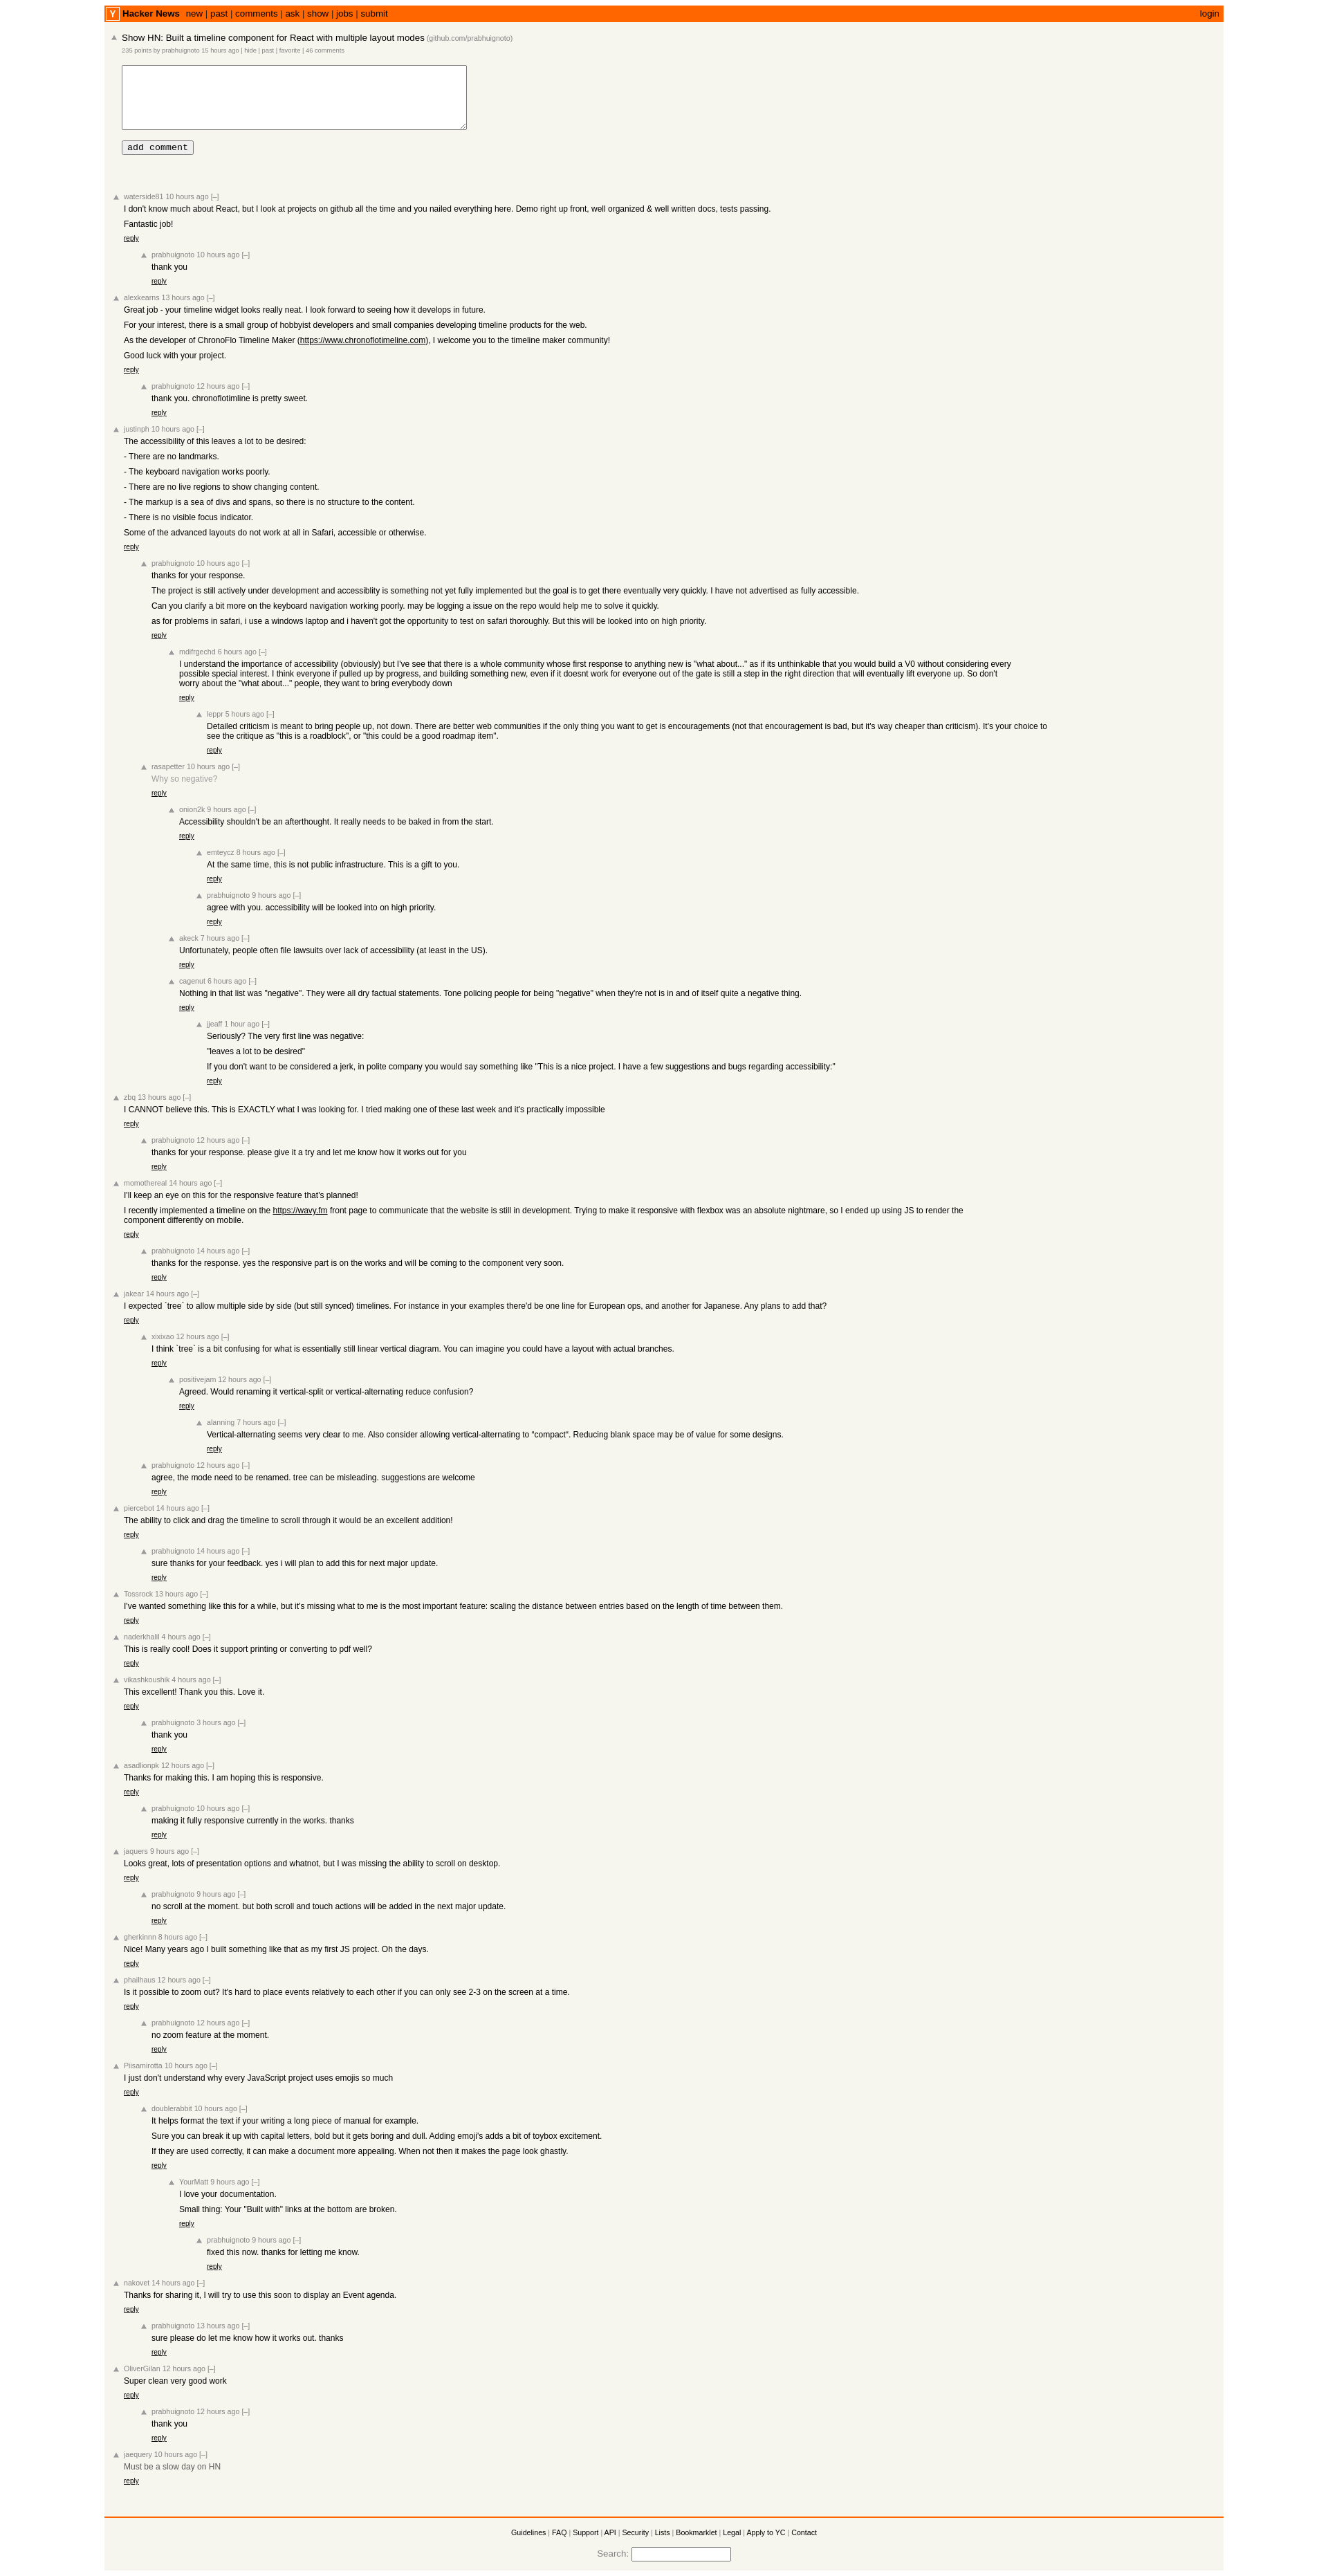 Y Hacker News new | past | comments | ask | show | jobs | submit login
Show HN: Built a timeline component for React with multiple layout modes (github.com/prabhuignoto)
235 points by prabhuignoto 15 hours ago | hide | past | favorite | 46 comments
add comment
waterside81 10 hours ago [–]
I don't know much about React, but I look at projects on github all the time and you nailed everything here. Demo right up front, well organized & well written docs, tests passing.
Fantastic job!
reply
prabhuignoto 10 hours ago [–]
thank you
reply
alexkearns 13 hours ago [–]
Great job - your timeline widget looks really neat. I look forward to seeing how it develops in future.
For your interest, there is a small group of hobbyist developers and small companies developing timeline products for the web.
As the developer of ChronoFlo Timeline Maker (https://www.chronoflotimeline.com), I welcome you to the timeline maker community!
Good luck with your project.
reply
prabhuignoto 12 hours ago [–]
thank you. chronoflotimline is pretty sweet.
reply
justinph 10 hours ago [–]
The accessibility of this leaves a lot to be desired:
- There are no landmarks.
- The keyboard navigation works poorly.
- There are no live regions to show changing content.
- The markup is a sea of divs and spans, so there is no structure to the content.
- There is no visible focus indicator.
Some of the advanced layouts do not work at all in Safari, accessible or otherwise.
reply
prabhuignoto 10 hours ago [–]
thanks for your response.
The project is still actively under development and accessiblity is something not yet fully implemented but the goal is to get there eventually very quickly. I have not advertised as fully accessible.
Can you clarify a bit more on the keyboard navigation working poorly. may be logging a issue on the repo would help me to solve it quickly.
as for problems in safari, i use a windows laptop and i haven't got the opportunity to test on safari thoroughly. But this will be looked into on high priority.
reply
mdifrgechd 6 hours ago [–]
I understand the importance of accessibility (obviously) but I've see that there is a whole community whose first response to anything new is "what about..." as if its unthinkable that you would build a V0 without considering every
possible special interest. I think everyone if pulled up by progress, and building something new, even if it doesnt work for everyone out of the gate is still a step in the right direction that will eventually lift everyone up. So don't
worry about the "what about..." people, they want to bring everybody down
reply
leppr 5 hours ago [–]
Detailed criticism is meant to bring people up, not down. There are better web communities if the only thing you want to get is encouragements (not that encouragement is bad, but it's way cheaper than criticism). It's your choice to
see the critique as "this is a roadblock", or "this could be a good roadmap item".
reply
rasapetter 10 hours ago [–]
Why so negative?
reply
onion2k 9 hours ago [–]
Accessibility shouldn't be an afterthought. It really needs to be baked in from the start.
reply
emteycz 8 hours ago [–]
At the same time, this is not public infrastructure. This is a gift to you.
reply
prabhuignoto 9 hours ago [–]
agree with you. accessibility will be looked into on high priority.
reply
akeck 7 hours ago [–]
Unfortunately, people often file lawsuits over lack of accessibility (at least in the US).
reply
cagenut 6 hours ago [–]
Nothing in that list was "negative". They were all dry factual statements. Tone policing people for being "negative" when they're not is in and of itself quite a negative thing.
reply
jjeaff 1 hour ago [–]
Seriously? The very first line was negative:
"leaves a lot to be desired"
If you don't want to be considered a jerk, in polite company you would say something like "This is a nice project. I have a few suggestions and bugs regarding accessibility:"
reply
zbq 13 hours ago [–]
I CANNOT believe this. This is EXACTLY what I was looking for. I tried making one of these last week and it's practically impossible
reply
prabhuignoto 12 hours ago [–]
thanks for your response. please give it a try and let me know how it works out for you
reply
momothereal 14 hours ago [–]
I'll keep an eye on this for the responsive feature that's planned!
I recently implemented a timeline on the https://wavy.fm front page to communicate that the website is still in development. Trying to make it responsive with flexbox was an absolute nightmare, so I ended up using JS to render the
component differently on mobile.
reply
prabhuignoto 14 hours ago [–]
thanks for the response. yes the responsive part is on the works and will be coming to the component very soon.
reply
jakear 14 hours ago [–]
I expected `tree` to allow multiple side by side (but still synced) timelines. For instance in your examples there'd be one line for European ops, and another for Japanese. Any plans to add that?
reply
xixixao 12 hours ago [–]
I think `tree` is a bit confusing for what is essentially still linear vertical diagram. You can imagine you could have a layout with actual branches.
reply
positivejam 12 hours ago [–]
Agreed. Would renaming it vertical-split or vertical-alternating reduce confusion?
reply
alanning 7 hours ago [–]
Vertical-alternating seems very clear to me. Also consider allowing vertical-alternating to “compact“. Reducing blank space may be of value for some designs.
reply
prabhuignoto 12 hours ago [–]
agree, the mode need to be renamed. tree can be misleading. suggestions are welcome
reply
piercebot 14 hours ago [–]
The ability to click and drag the timeline to scroll through it would be an excellent addition!
reply
prabhuignoto 14 hours ago [–]
sure thanks for your feedback. yes i will plan to add this for next major update.
reply
Tossrock 13 hours ago [–]
I've wanted something like this for a while, but it's missing what to me is the most important feature: scaling the distance between entries based on the length of time between them.
reply
naderkhalil 4 hours ago [–]
This is really cool! Does it support printing or converting to pdf well?
reply
vikashkoushik 4 hours ago [–]
This excellent! Thank you this. Love it.
reply
prabhuignoto 3 hours ago [–]
thank you
reply
asadlionpk 12 hours ago [–]
Thanks for making this. I am hoping this is responsive.
reply
prabhuignoto 10 hours ago [–]
making it fully responsive currently in the works. thanks
reply
jaquers 9 hours ago [–]
Looks great, lots of presentation options and whatnot, but I was missing the ability to scroll on desktop.
reply
prabhuignoto 9 hours ago [–]
no scroll at the moment. but both scroll and touch actions will be added in the next major update.
reply
gherkinnn 8 hours ago [–]
Nice! Many years ago I built something like that as my first JS project. Oh the days.
reply
phailhaus 12 hours ago [–]
Is it possible to zoom out? It's hard to place events relatively to each other if you can only see 2-3 on the screen at a time.
reply
prabhuignoto 12 hours ago [–]
no zoom feature at the moment.
reply
Piisamirotta 10 hours ago [–]
I just don't understand why every JavaScript project uses emojis so much
reply
doublerabbit 10 hours ago [–]
It helps format the text if your writing a long piece of manual for example.
Sure you can break it up with capital letters, bold but it gets boring and dull. Adding emoji's adds a bit of toybox excitement.
If they are used correctly, it can make a document more appealing. When not then it makes the page look ghastly.
reply
YourMatt 9 hours ago [–]
I love your documentation.
Small thing: Your "Built with" links at the bottom are broken.
reply
prabhuignoto 9 hours ago [–]
fixed this now. thanks for letting me know.
reply
nakovet 14 hours ago [–]
Thanks for sharing it, I will try to use this soon to display an Event agenda.
reply
prabhuignoto 13 hours ago [–]
sure please do let me know how it works out. thanks
reply
OliverGilan 12 hours ago [–]
Super clean very good work
reply
prabhuignoto 12 hours ago [–]
thank you
reply
jaequery 10 hours ago [–]
Must be a slow day on HN
reply
Guidelines | FAQ | Support | API | Security | Lists | Bookmarklet | Legal | Apply to YC | Contact
Search: